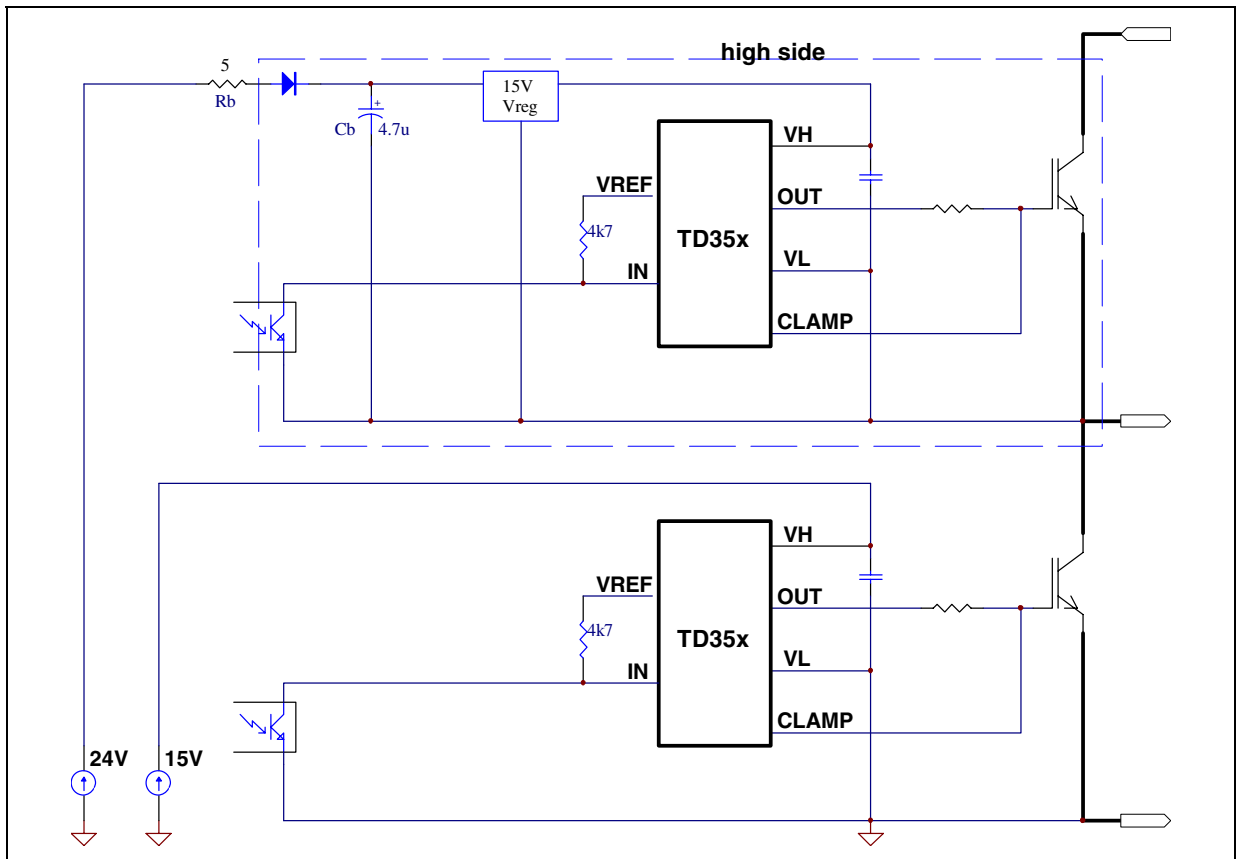 high side
5
Rb
Cb
+
4.7u
15V
Vreg
VH
VREF
OUT
4k7
TD35x
IN
VL
CLAMP
VH
VREF
OUT
4k7
TD35x
IN
VL
CLAMP
24V
15V